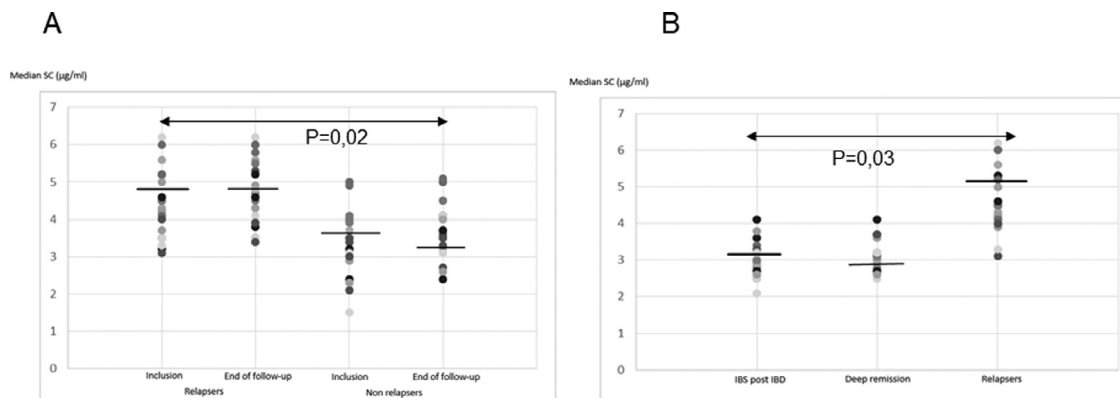 A
Median SC (µg/ml)
7
6
5
4
3
2
1
0
P=0,02
Inclusion
End of follow-up
Inclusion
End of follow-up
Relapsers
Non relapsers
B
Median SC (µg/ml)
7
6
5
4
3
2
1
0
P=0,03
IBS post IBD
Deep remission
Relapsers